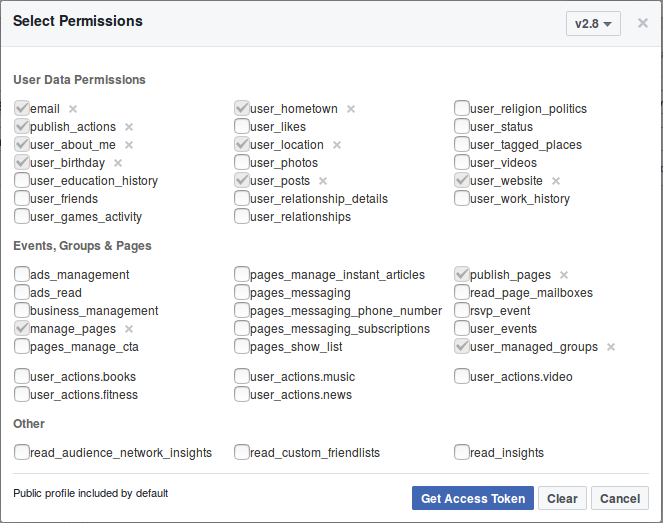 Select Permissions
v2.8
User Data Permissions
email user_hometown user_religion_politics
publish_actions user_likes user_status
user_about_me user_location user_tagged_places
user_birthday user_photos user_videos
user_education_history user_posts user_website
user_friends user_relationship_details user_work_history
user_games_activity user_relationships
Events, Groups & Pages
ads_management pages_manage_instant_articles publish_pages
ads_read pages_messaging read_page_mailboxes
business_management pages_messaging_phone_number rsvp_event
manage_pages pages_messaging_subscriptions user_events
pages_manage_cta pages_show_list user_managed_groups
user_actions.books user_actions.music user_actions.video
user_actions.fitness user_actions.news
Other
read_audience_network_insights read_custom_friendlists read_insights
Public profile included by default
Get Access Token Clear Cancel